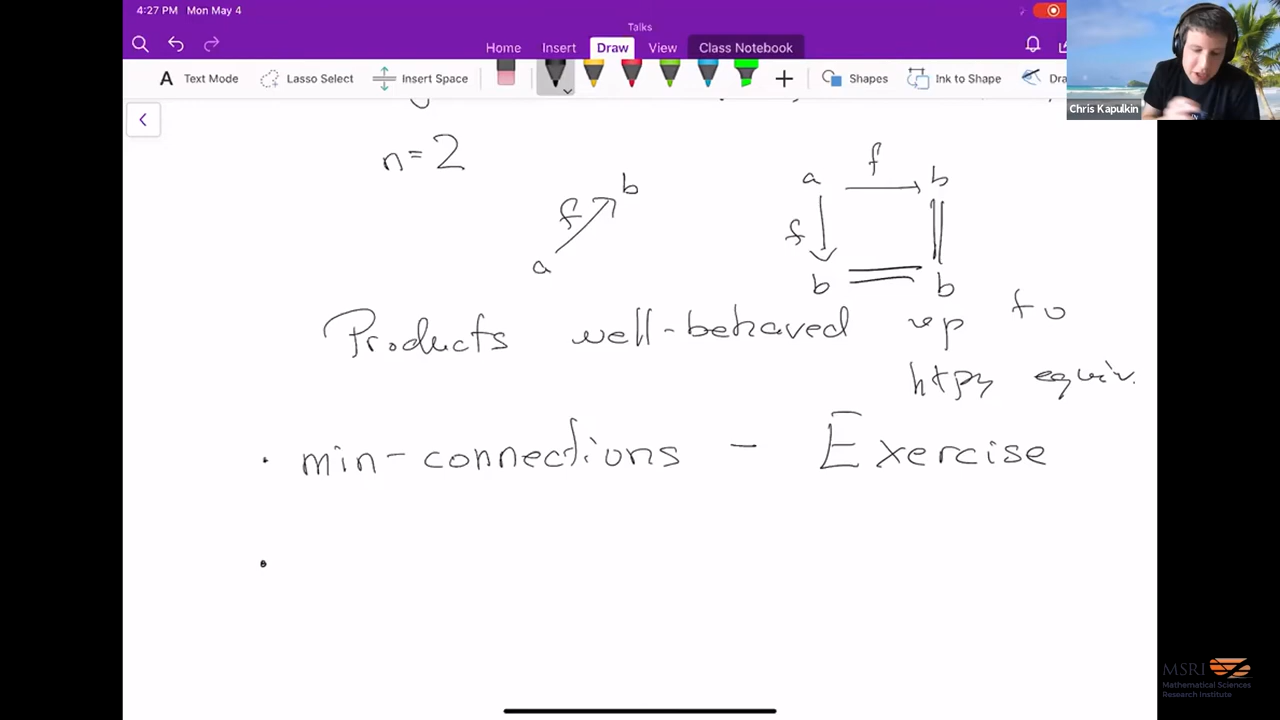 4:27 PM Mon May 4
Talks
Home Insert Draw View Class Notebook
Text Mode Lasso Select Insert Space Shapes Ink to Shape Dra
Chris Kapulkin
n=2
f
a b
b
f
f
a
b b
Products well-behaved up to
htpy equiv.
· min-connections - Exercise
·
MSRI
Mathematical Sciences
Research Institute